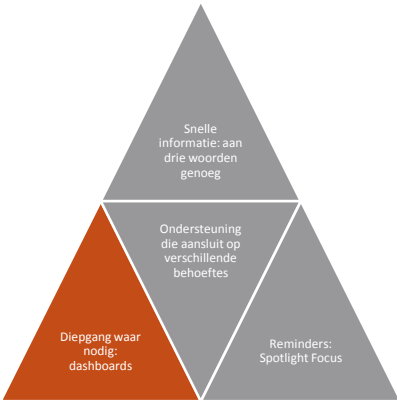 Snelle
informatie: aan
drie woorden
genoeg
Ondersteuning
die aansluit op
verschillende
behoeftes
Diepgang waar
nodig:
dashboards
Reminders:
Spotlight Focus